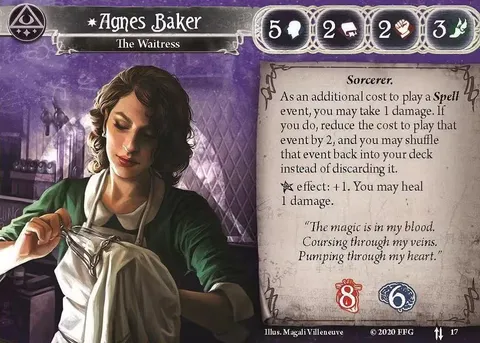 Agnes Baker
The Waitress
5 2 2 3
Sorcerer.
As an additional cost to play a Spell
event, you may take 1 damage. If
you do, reduce the cost to play that
event by 2, and you may shuffle
that event back into your deck
instead of discarding it.
effect: +1. You may heal
1 damage.
“The magic is in my blood.
Coursing through my veins.
Pumping through my heart.”
8 6
Illus. Magali Villeneuve © 2020 FFG 17